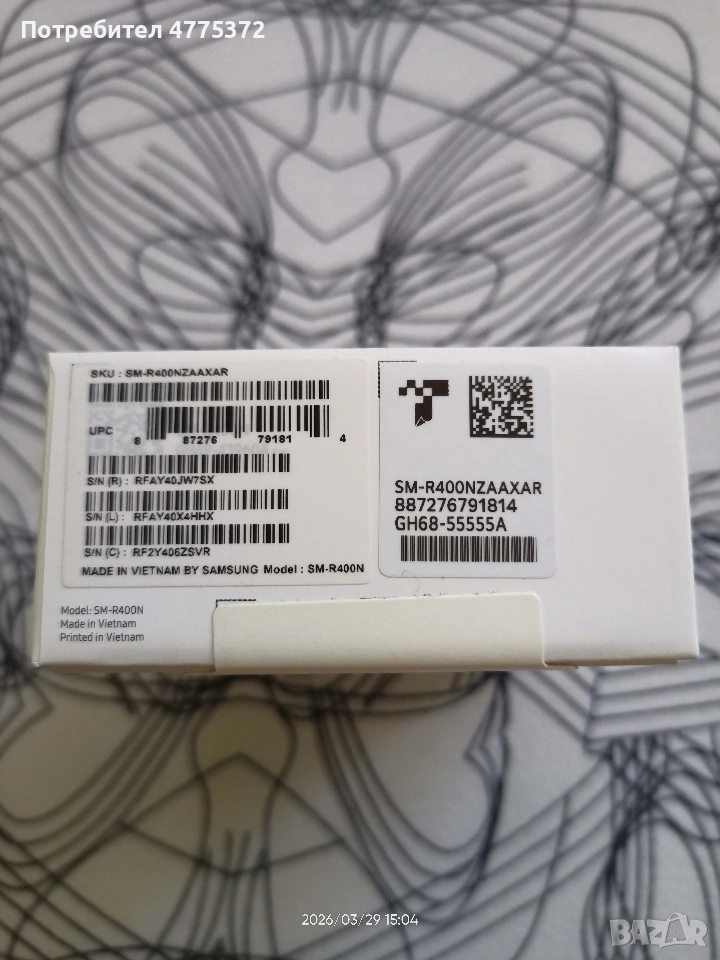 Потребител 4775372
SKU : SM-R400NZAAXAR
UPC
8 87276 79181 4
S/N (R) : RFAY40JW7SX
S/N (L) : RFAY40X4HHX
S/N (C) : RF2Y406ZSVR
MADE IN VIETNAM BY SAMSUNG Model : SM-R400N
SM-R400NZAAXAR
887276791814
GH68-55555A
Model: SM-R400N
Made in Vietnam
Printed in Vietnam
2026/03/29 15:04
BAZAR